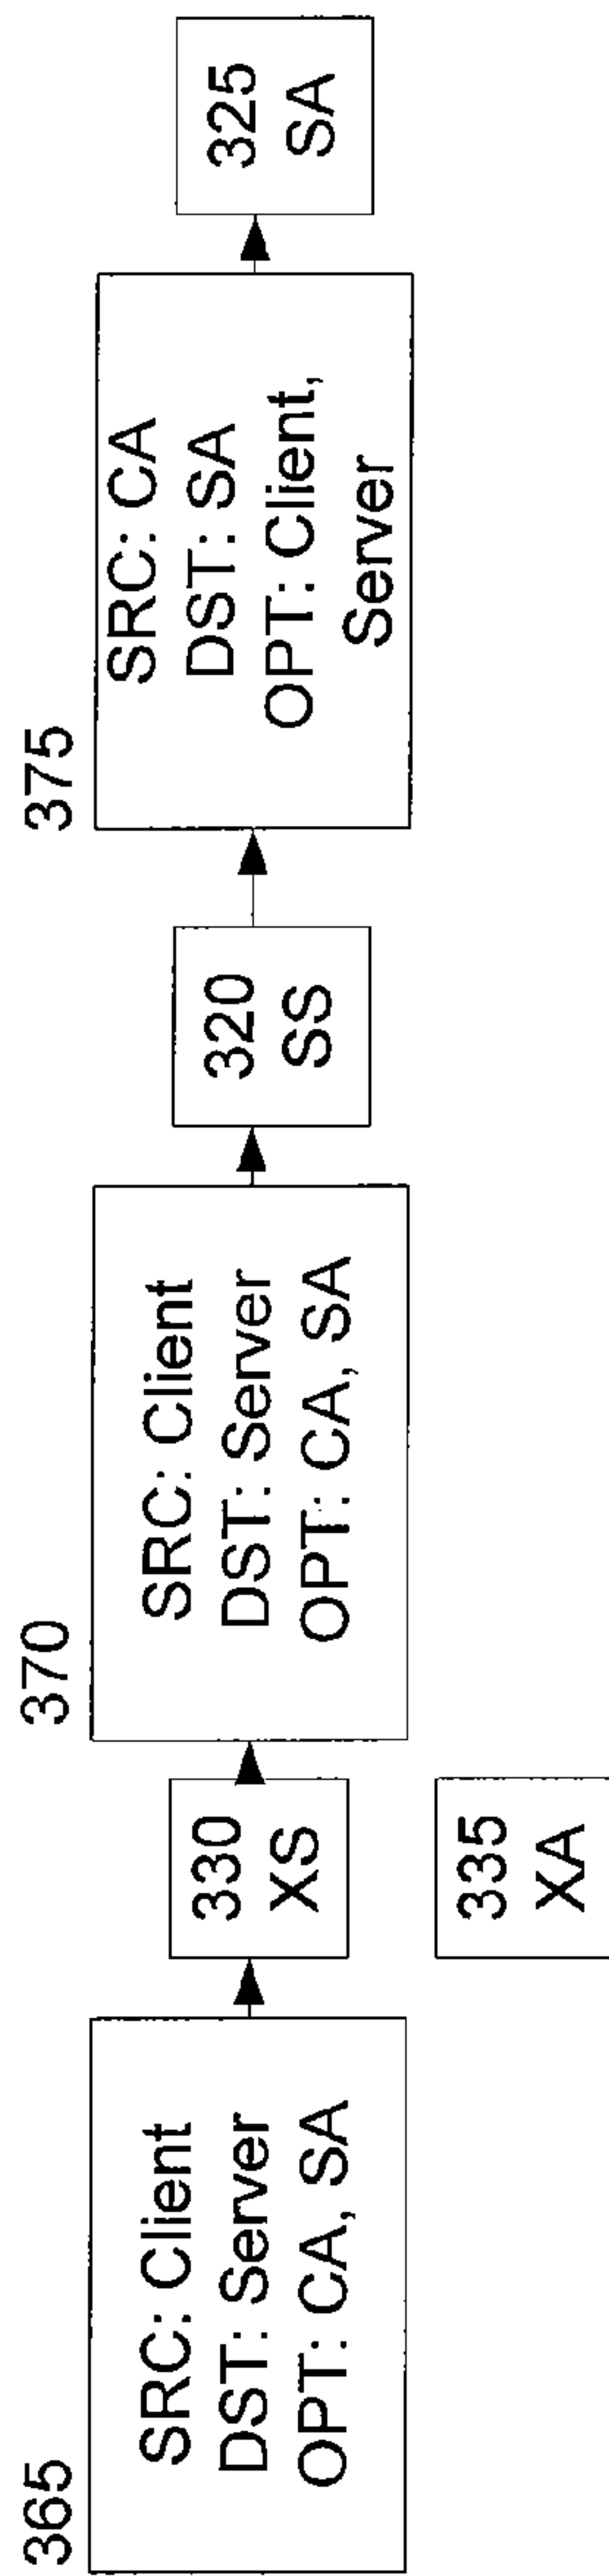 365
SRC: Client
DST: Server
OPT: CA, SA
330
XS
335
XA
370
SRC: Client
DST: Server
OPT: CA, SA
320
SS
375
SRC: CA
DST: SA
OPT: Client,
Server
325
SA